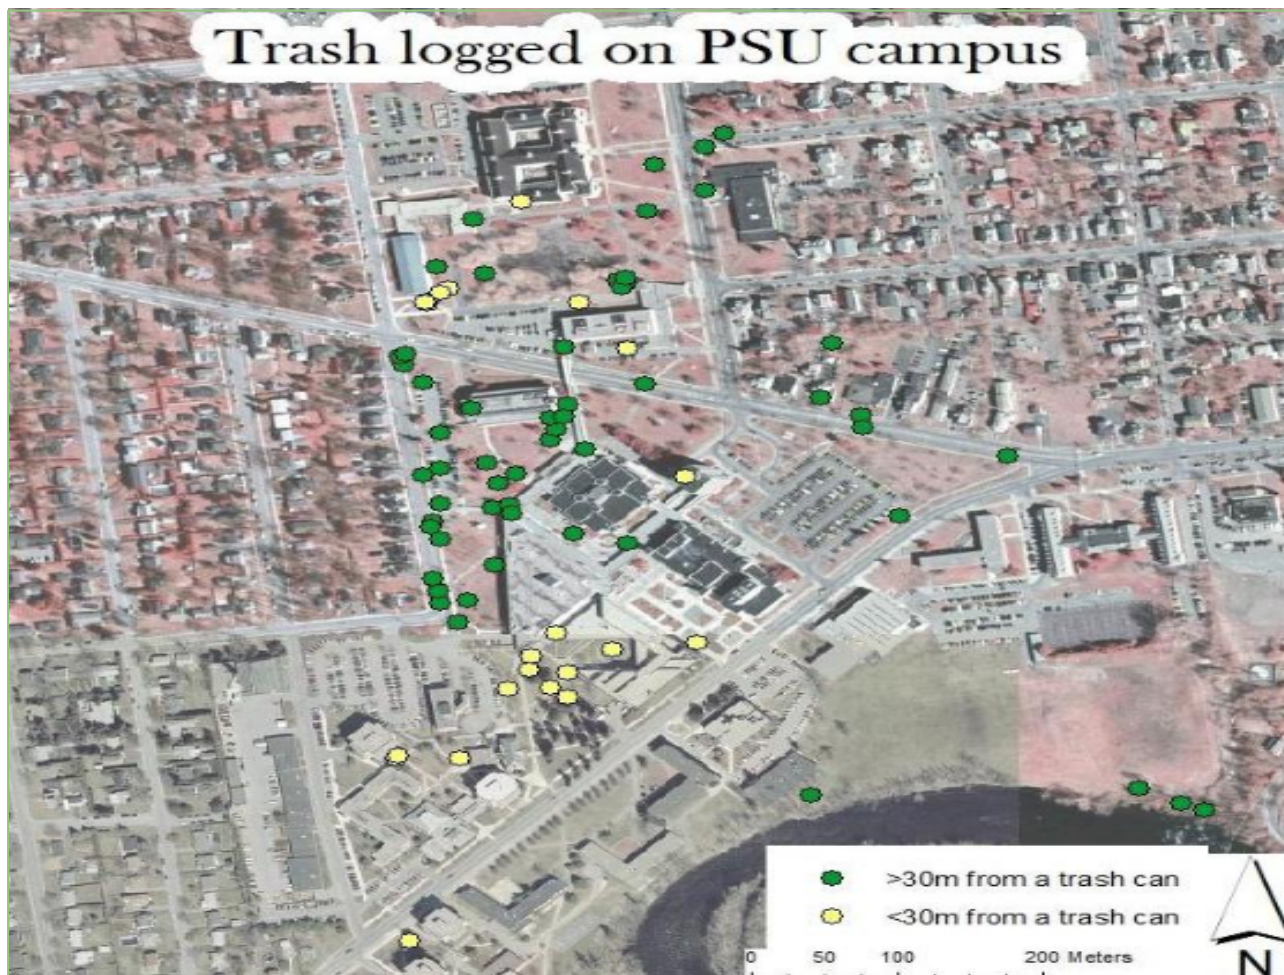 Trash logged on PSU campus
>30m from a trash can
<30m from a trash can
0 50 100 200 Meters
N